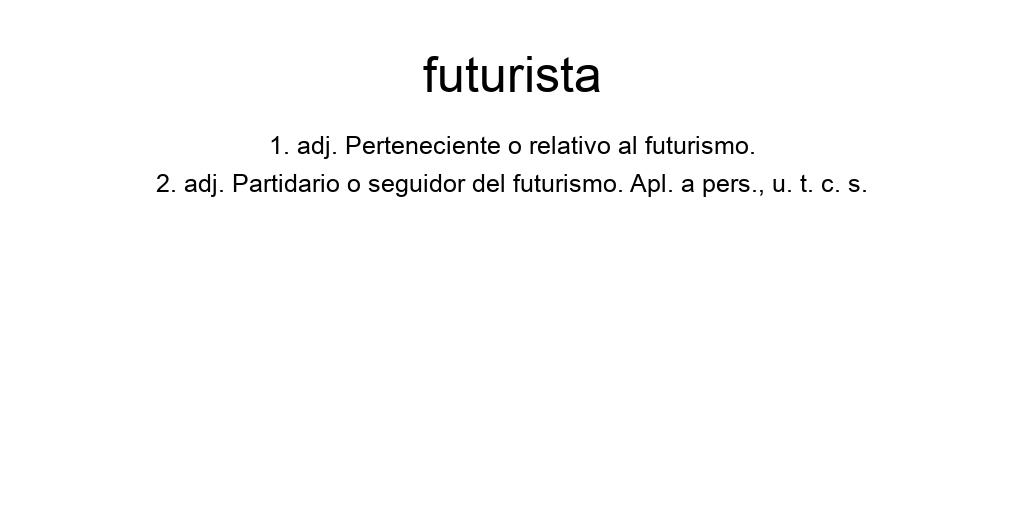 futurista
1. adj. Perteneciente o relativo al futurismo.
2. adj. Partidario o seguidor del futurismo. Apl. a pers., u. t. c. s.